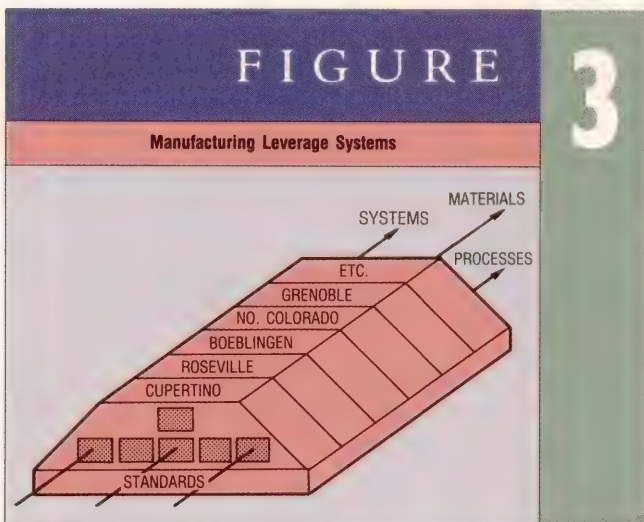 FIGURE
3
Manufacturing Leverage Systems
MATERIALS
SYSTEMS
PROCESSES
ETC.
GRENOBLE
NO. COLORADO
BOEBLINGEN
ROSEVILLE
CUPERTINO
STANDARDS